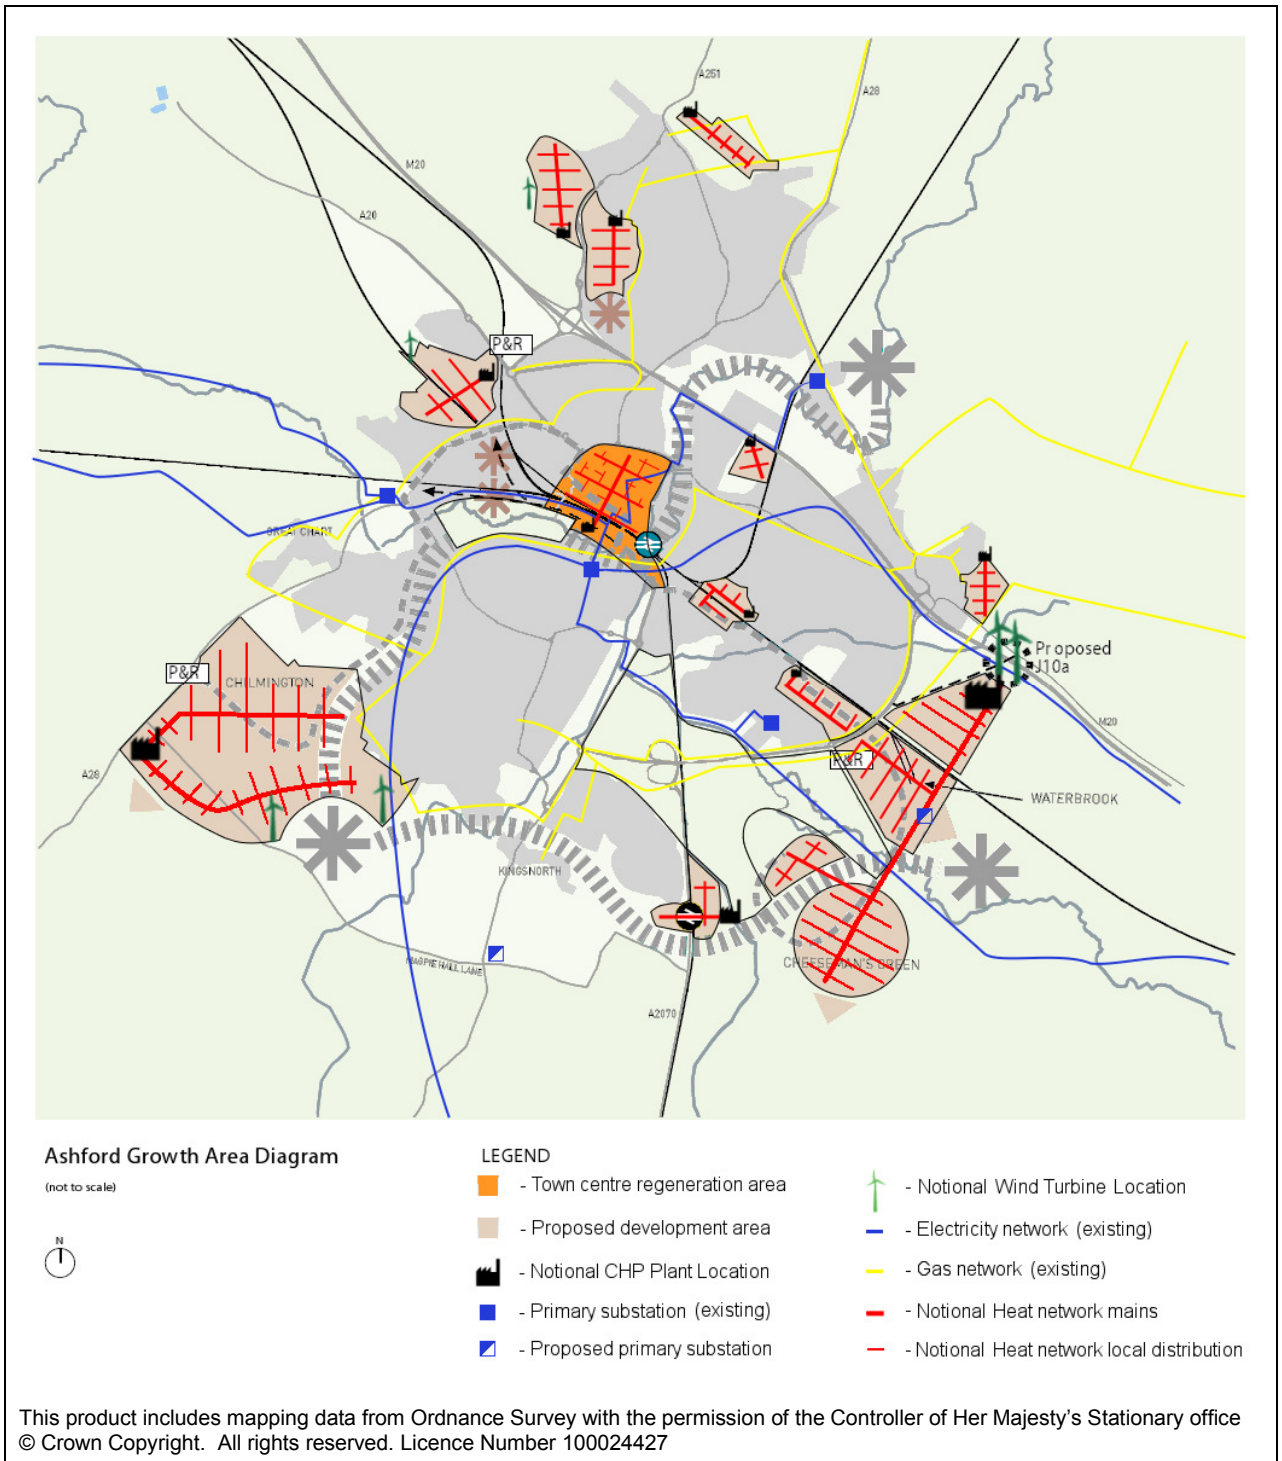 A251
A28
M20
A20
P&R
GREAT CHART
Proposed
J10a
P&R
CHILMINGTON
M20
P&R
A28
WATERBROOK
KINGSNORTH
MAGPIE HALL LANE
CHEESEMAN'S GREEN
A2070
Ashford Growth Area Diagram
(not to scale)
N
LEGEND
- Town centre regeneration area
- Proposed development area
- Notional CHP Plant Location
- Primary substation (existing)
- Proposed primary substation
- Notional Wind Turbine Location
- Electricity network (existing)
- Gas network (existing)
- Notional Heat network mains
- Notional Heat network local distribution
This product includes mapping data from Ordnance Survey with the permission of the Controller of Her Majesty's Stationary office
© Crown Copyright.  All rights reserved. Licence Number 100024427